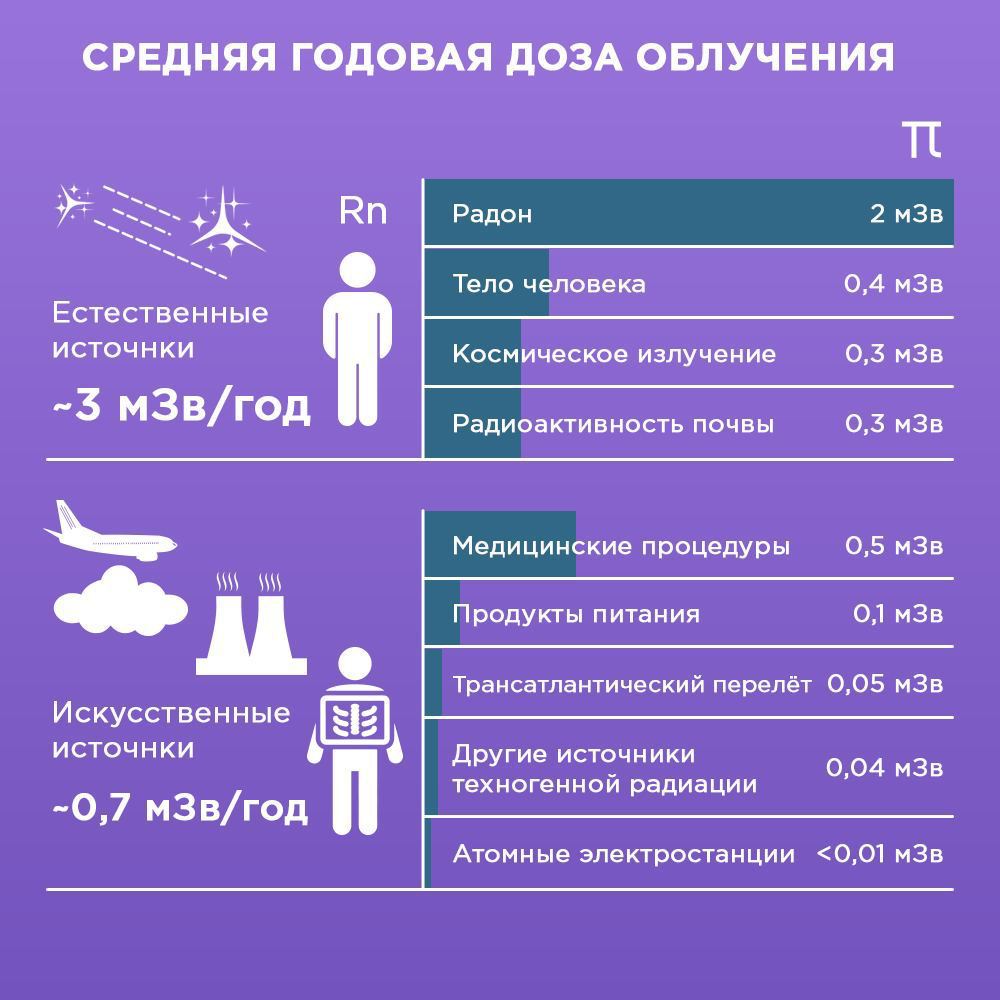 СРЕДНЯЯ ГОДОВАЯ ДОЗА ОБЛУЧЕНИЯ
π
Rn
Естественные
источнки
~3 мЗв/год
Радон 2 мЗв
Тело человека 0,4 мЗв
Космическое излучение 0,3 мЗв
Радиоактивность почвы 0,3 мЗв
Искусственные
источнки
~0,7 мЗв/год
Медицинские процедуры 0,5 мЗв
Продукты питания 0,1 мЗв
Трансатлантический перелёт 0,05 мЗв
Другие источники
техногенной радиации 0,04 мЗв
Атомные электростанции <0,01 мЗв